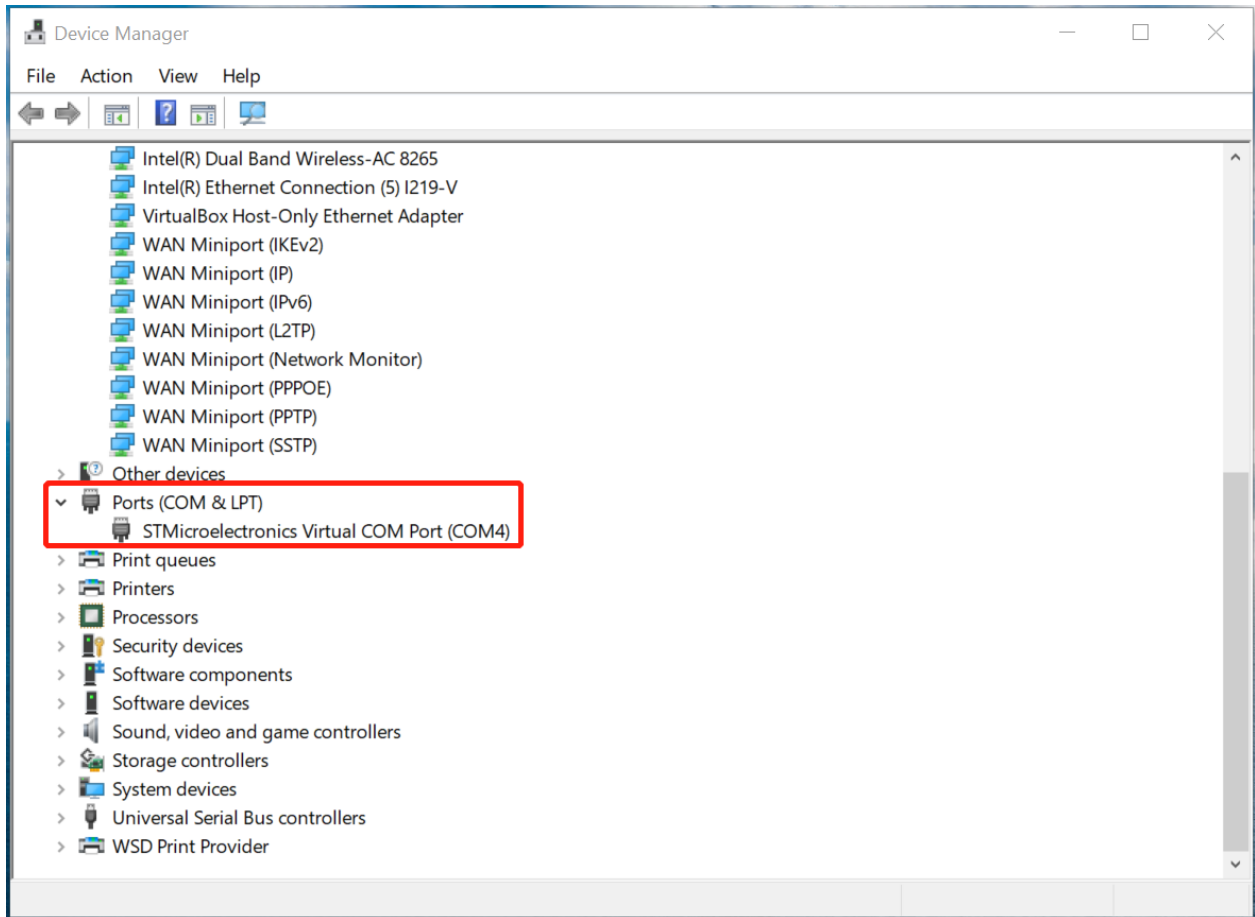 Device Manager
File Action View Help
Intel(R) Dual Band Wireless-AC 8265
Intel(R) Ethernet Connection (5) I219-V
VirtualBox Host-Only Ethernet Adapter
WAN Miniport (IKEv2)
WAN Miniport (IP)
WAN Miniport (IPv6)
WAN Miniport (L2TP)
WAN Miniport (Network Monitor)
WAN Miniport (PPPOE)
WAN Miniport (PPTP)
WAN Miniport (SSTP)
Other devices
Ports (COM & LPT)
STMicroelectronics Virtual COM Port (COM4)
Print queues
Printers
Processors
Security devices
Software components
Software devices
Sound, video and game controllers
Storage controllers
System devices
Universal Serial Bus controllers
WSD Print Provider